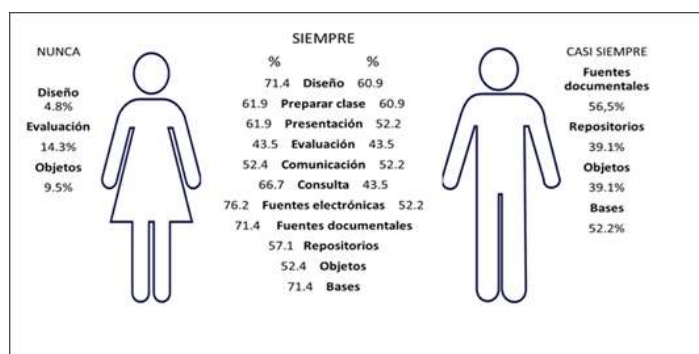 NUNCA
Diseño
4.8%
Evaluación
14.3%
Objetos
9.5%
SIEMPRE
% %
71.4 Diseño 60.9
61.9 Preparar clase 60.9
61.9 Presentación 52.2
43.5 Evaluación 43.5
52.4 Comunicación 52.2
66.7 Consulta 43.5
76.2 Fuentes electrónicas 52.2
71.4 Fuentes documentales
57.1 Repositorios
52.4 Objetos
71.4 Bases
CASI SIEMPRE
Fuentes
documentales
56,5%
Repositorios
39.1%
Objetos
39.1%
Bases
52.2%